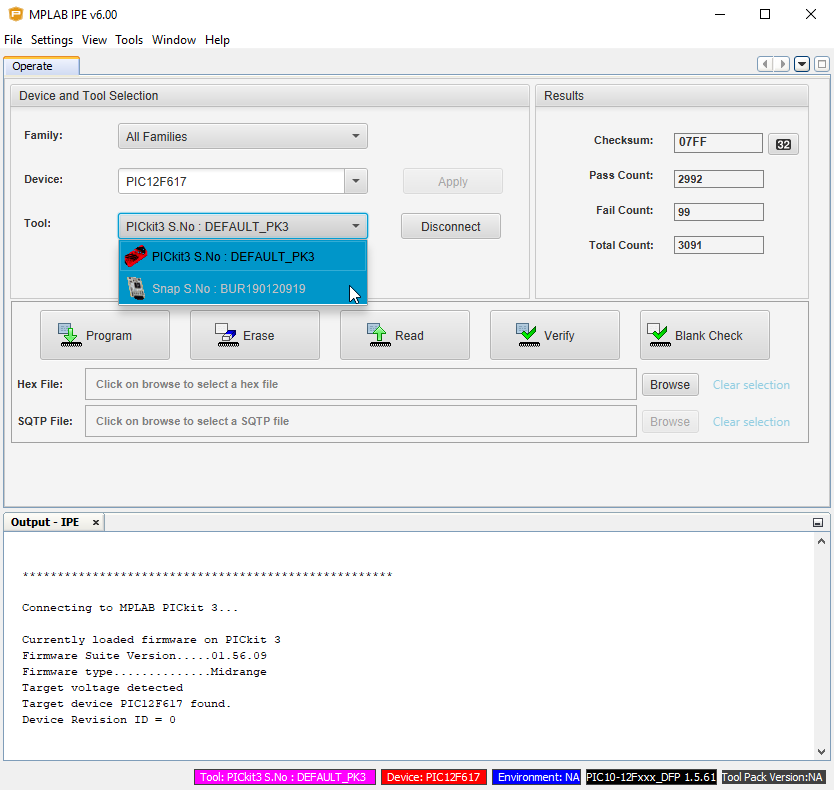 MPLAB IPE v6.00
File Settings View Tools Window Help
Operate
Device and Tool Selection
Results
Family:
All Families
Checksum:
07FF
32
Device:
PIC12F617
Apply
Pass Count:
2992
Tool:
PICkit3 S.No : DEFAULT_PK3
Disconnect
Fail Count:
99
Total Count:
3091
PICkit3 S.No : DEFAULT_PK3
Snap S.No : BUR190120919
Program
Erase
Read
Verify
Blank Check
Hex File:
Click on browse to select a hex file
Browse
Clear selection
SQTP File:
Click on browse to select a SQTP file
Browse
Clear selection
Output - IPE
*****************************************************
Connecting to MPLAB PICkit 3...
Currently loaded firmware on PICkit 3
Firmware Suite Version.....01.56.09
Firmware type..............Midrange
Target voltage detected
Target device PIC12F617 found.
Device Revision ID = 0
Tool: PICkit3 S.No : DEFAULT_PK3
Device: PIC12F617
Environment: NA
PIC10-12Fxxx_DFP 1.5.61
Tool Pack Version:NA